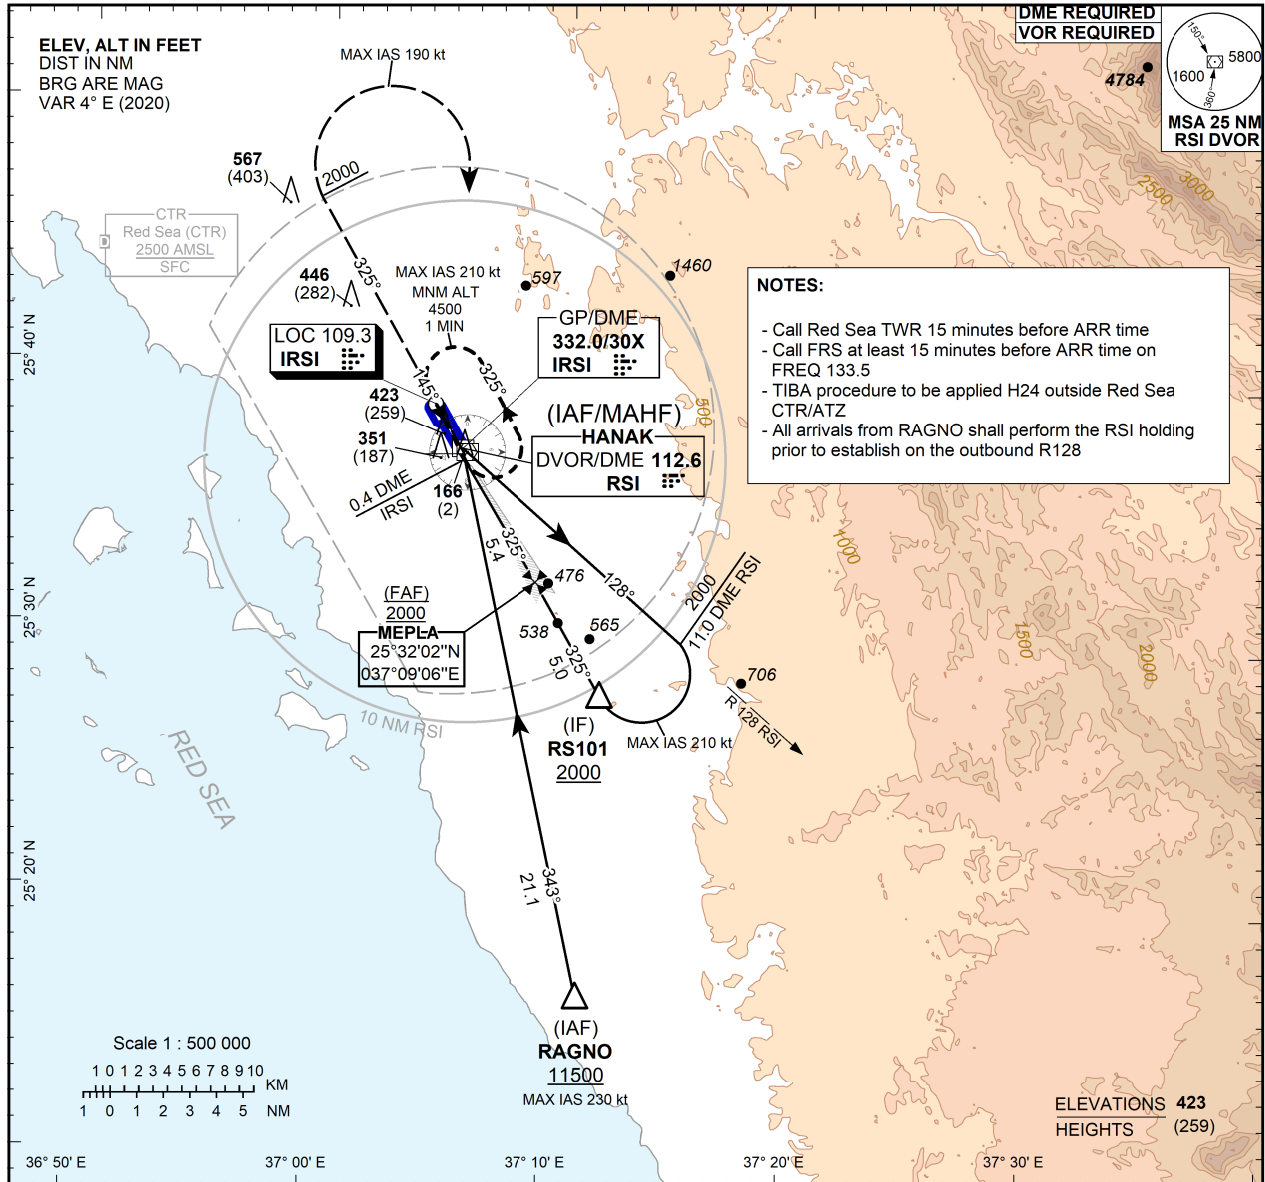 ELEV, ALT IN FEET
DIST IN NM
BRG ARE MAG
VAR 4° E (2020)
MAX IAS 190 kt
DME REQUIRED
VOR REQUIRED
150°
5800
1600
360°
MSA 25 NM
RSI DVOR
4784
3000
2500
567
(403)
2000
CTR
Red Sea (CTR)
D
2500 AMSL
SFC
446
(282)
325°
MAX IAS 210 kt
MNM ALT
4500
1 MIN
597
1460
LOC 109.3
IRSI
GP/DME
332.0/30X
IRSI
145°
325°
423
(259)
351
(187)
(IAF/MAHF)
HANAK
DVOR/DME 112.6
RSI
500
166
(2)
0.4 DME
IRSI
NOTES:
- Call Red Sea TWR 15 minutes before ARR time
- Call FRS at least 15 minutes before ARR time on
FREQ 133.5
- TIBA procedure to be applied H24 outside Red Sea
CTR/ATZ
- All arrivals from RAGNO shall perform the RSI holding
prior to establish on the outbound R128
325°
5.4
1000
476
128°
2000
11.0 DME RSI
(FAF)
2000
MEPLA
25°32'02"N
037°09'06"E
538
565
325°
5.0
1500
2000
706
R 128 RSI
10 NM RSI
(IF)
RS101
2000
MAX IAS 210 kt
RED SEA
343°
21.1
(IAF)
RAGNO
11500
MAX IAS 230 kt
Scale 1 : 500 000
1 0 1 2 3 4 5 6 7 8 9 10
KM
1 0 1 2 3 4 5 NM
ELEVATIONS 423
HEIGHTS (259)
25° 40' N
25° 30' N
25° 20' N
36° 50' E
37° 00' E
37° 10' E
37° 20' E
37° 30' E